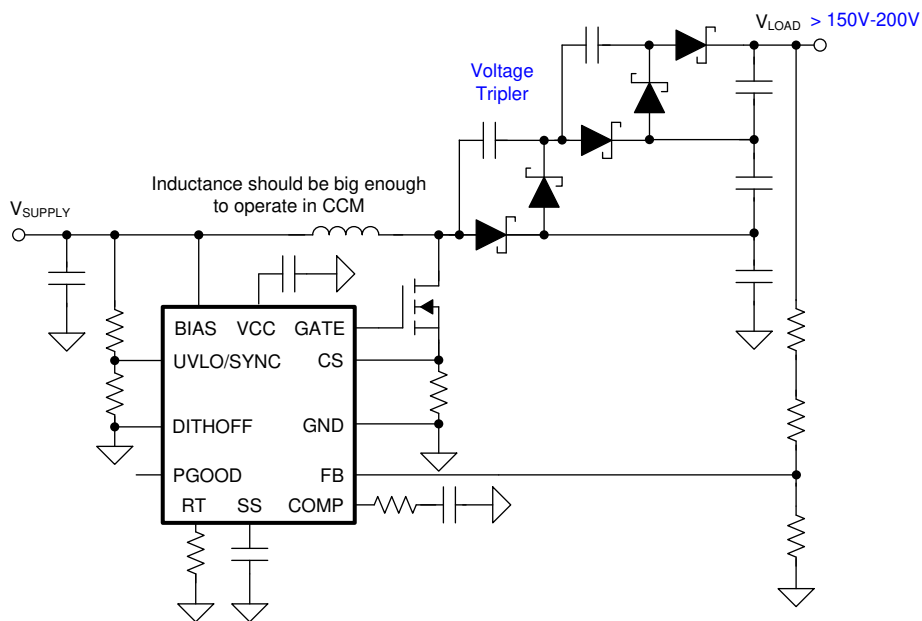 VLOAD > 150V-200V
Voltage
Tripler
Inductance should be big enough
to operate in CCM
VSUPPLY
BIAS VCC GATE
UVLO/SYNC CS
DITHOFF GND
PGOOD FB
RT SS COMP